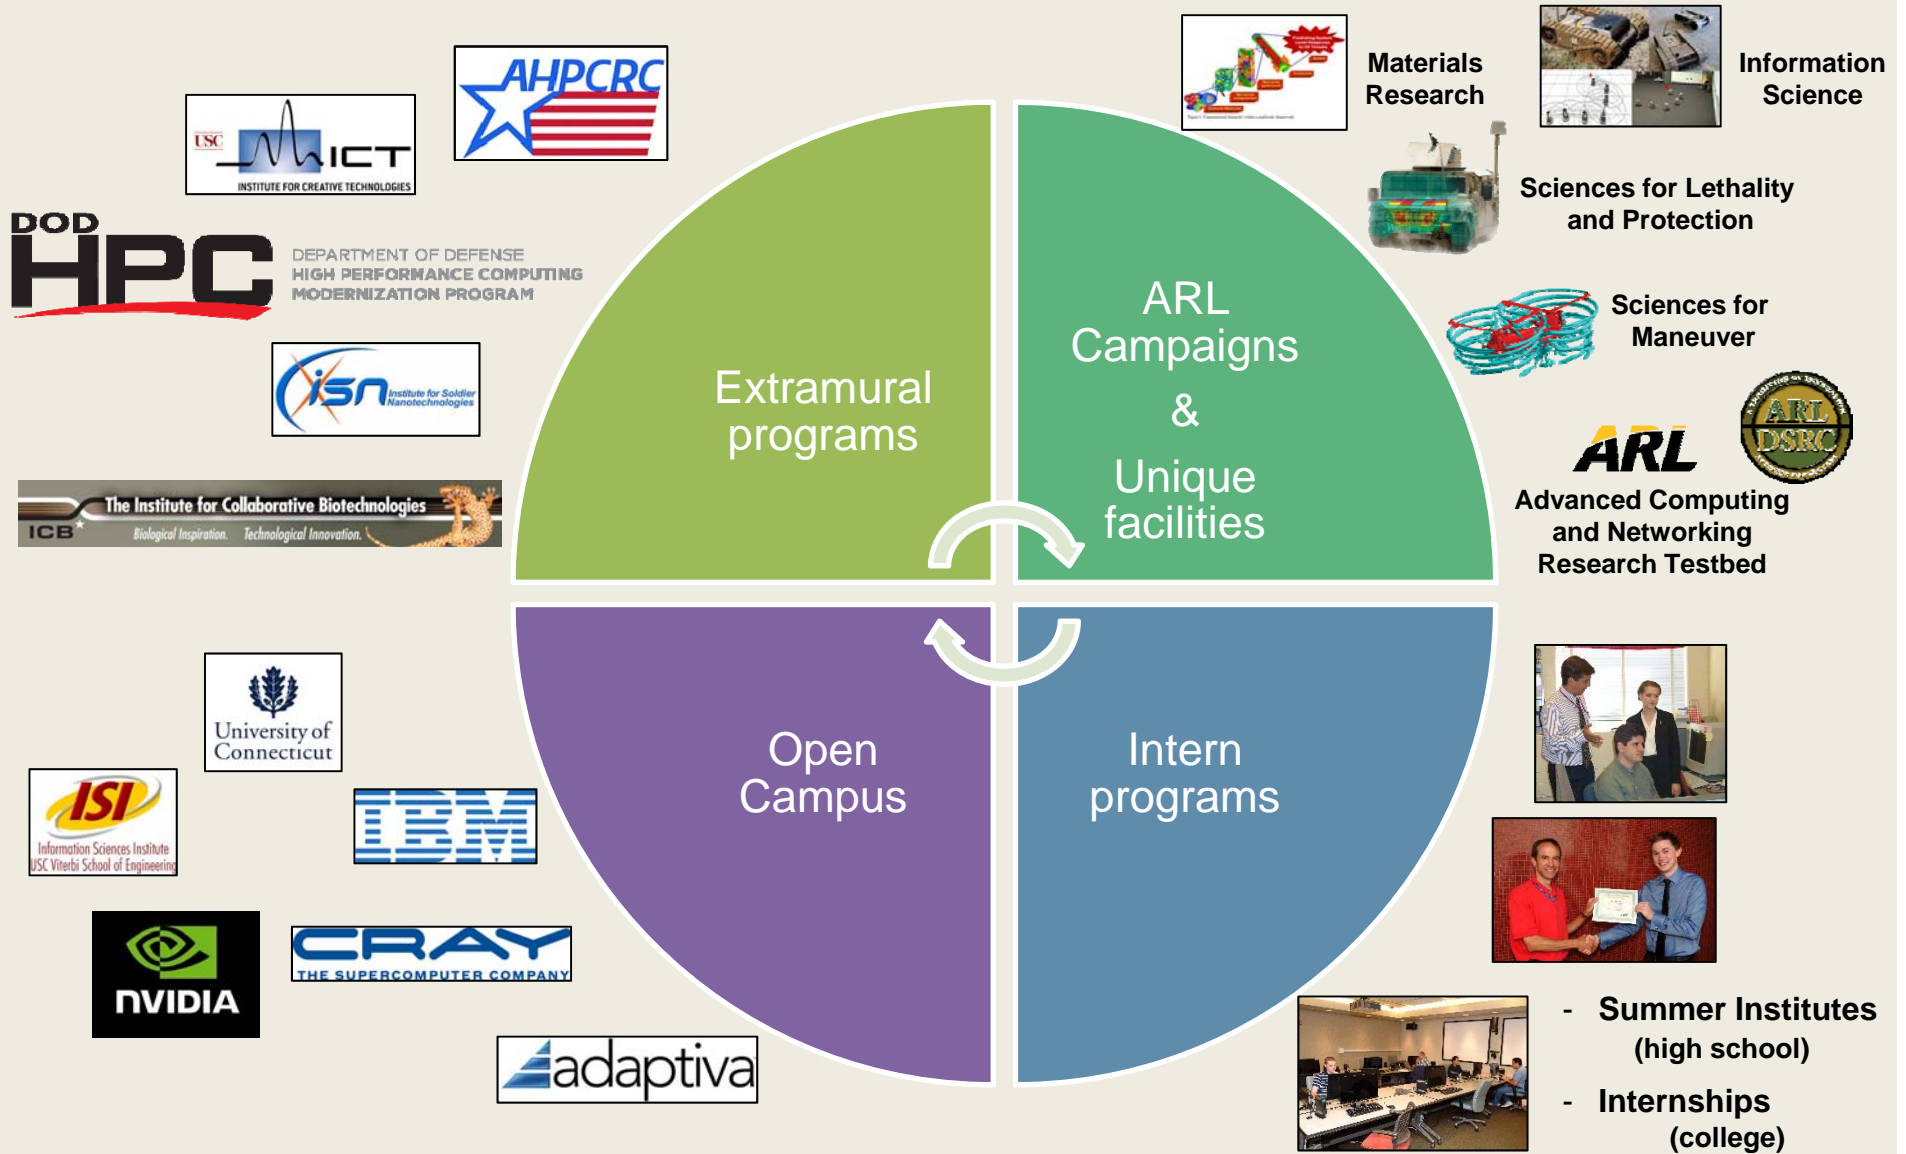 AHPCRC
USC
ICT
INSTITUTE FOR CREATIVE TECHNOLOGIES
DOD
HPC
DEPARTMENT OF DEFENSE
HIGH PERFORMANCE COMPUTING
MODERNIZATION PROGRAM
isn
Institute for Soldier
Nanotechnologies
The Institute for Collaborative Biotechnologies
ICB
Biological Inspiration. Technological Innovation.
Extramural
programs
ARL
Campaigns
&
Unique
facilities
Materials
Research
Information
Science
Sciences for Lethality
and Protection
Sciences for
Maneuver
ARL
ARL
DSRC
Advanced Computing
and Networking
Research Testbed
University of
Connecticut
ISI
Information Sciences Institute
USC Viterbi School of Engineering
IBM
NVIDIA
CRAY
THE SUPERCOMPUTER COMPANY
adaptiva
Open
Campus
Intern
programs
- Summer Institutes
(high school)
- Internships
(college)